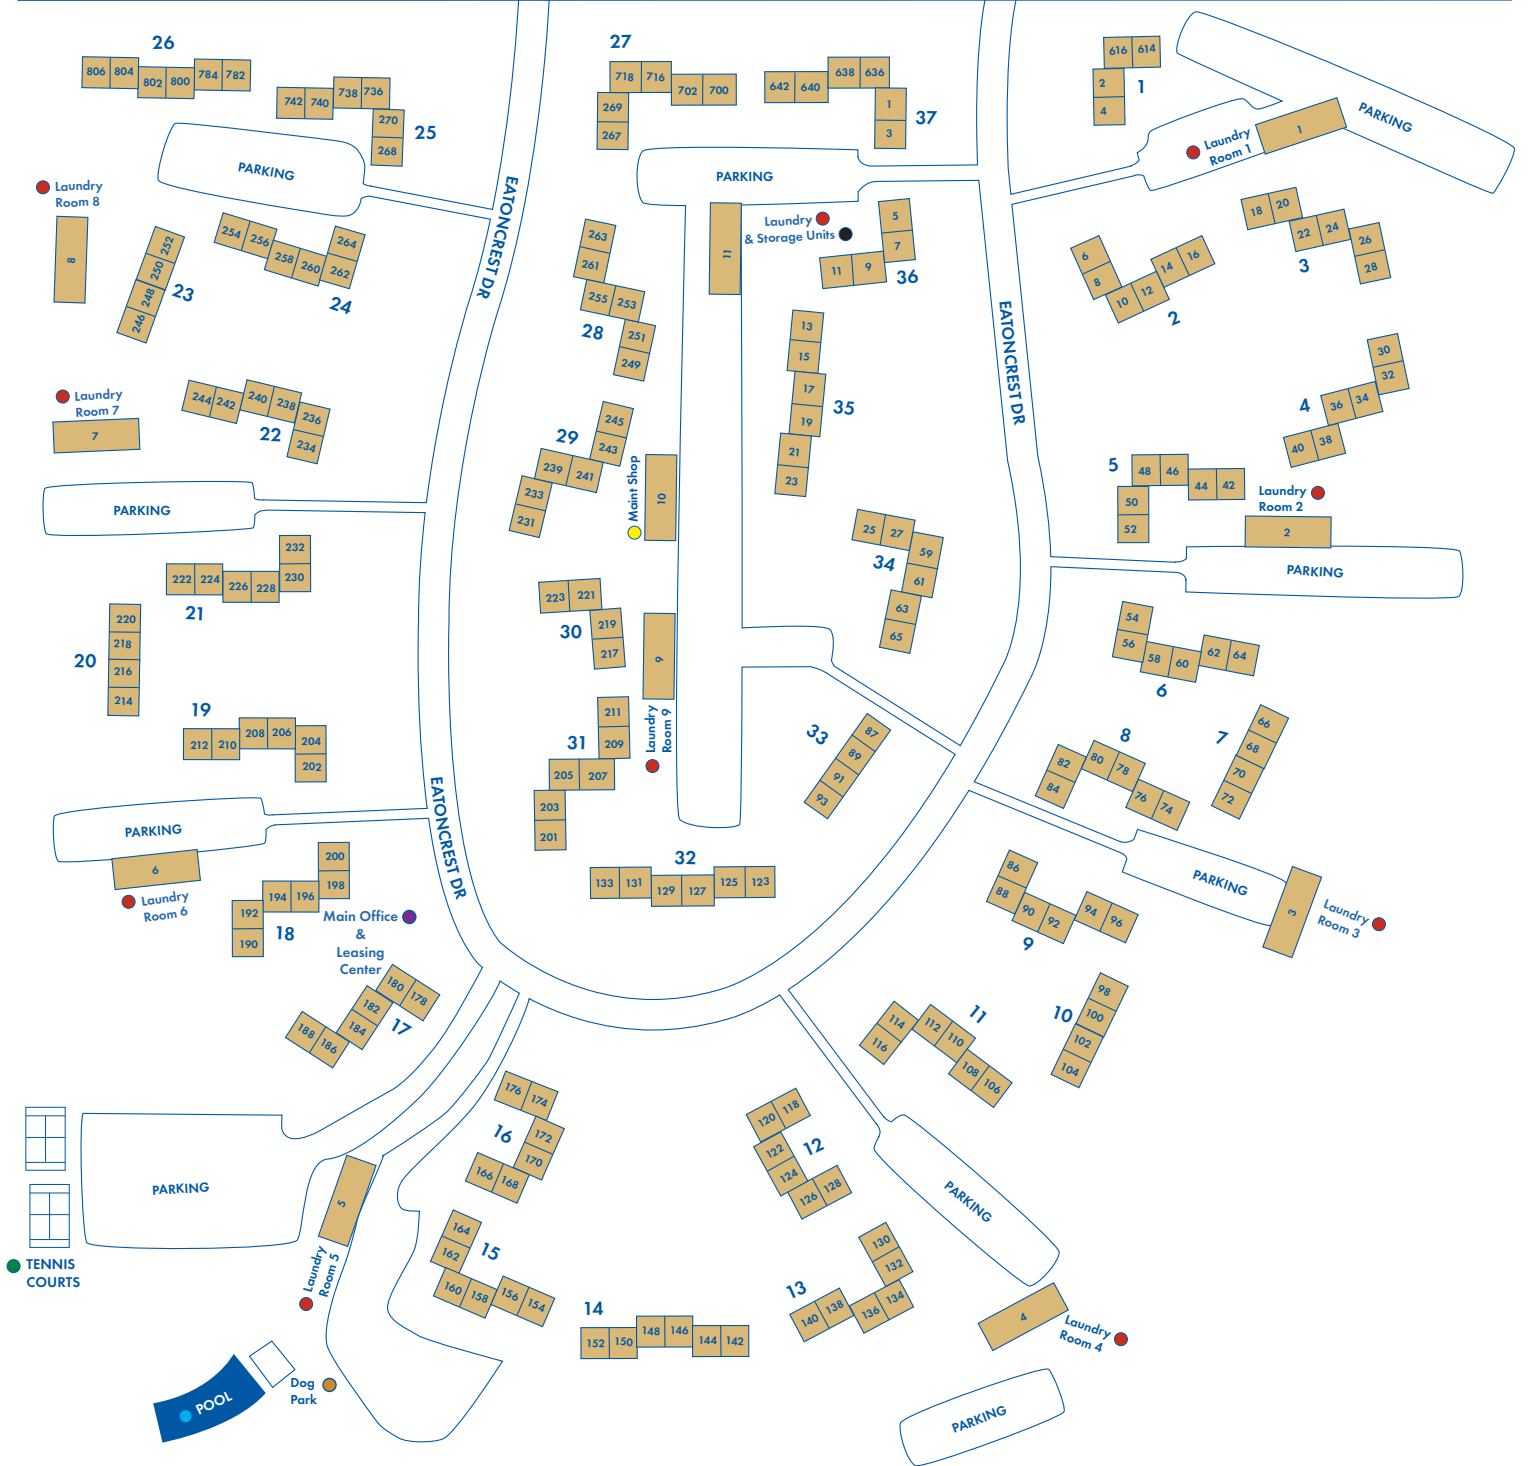 26
806 804 802 800 784 782
742 740 738 736
270
268
25
PARKING
Laundry
Room 8
8
252
250
248
246
23
254 256 258 260 262 264
24
Laundry
Room 7
7
244 242 240 238 236
234
22
PARKING
232
222 224 226 228 230
21
220
218
216
214
20
19
212 210 208 206 204
202
PARKING
6
Laundry
Room 6
200
198
194 196
192
190
18
Main Office
&
Leasing
Center
180 178
182
184
188 186
17
EATONCREST DR
EATONCREST DR
27
718 716 702 700
269
267
642 640 638 636
1
3
37
PARKING
Laundry
& Storage Units
11
5
7
11 9
36
263
261
255 253
251
249
28
13
15
17
19
21
23
35
245
243
29
239 241
233
231
Maint Shop
10
25 27 59
61
63
65
34
223 221
219
217
30
9
Laundry
Room 9
211
209
31
205 207
203
201
33
87
89
91
93
32
133 131 129 127 125 123
EATONCREST DR
616 614
2
4
1
PARKING
Laundry
Room 1
1
18 20
22 24
26
28
3
6
8
10 12 14 16
2
30
32
36 34
40 38
4
5
48 46 44 42
50
52
Laundry
Room 2
2
PARKING
54
56
58 60 62 64
6
66
68
70
72
7
8
82
84
80 78
76 74
86
88
90 92 94 96
9
PARKING
3
Laundry
Room 3
98
100
102
104
10
11
114
116
112 110
108 106
120 118
122
124
126 128
12
PARKING
130
132
136 134
140 138
13
4
Laundry
Room 4
PARKING
14
152 150 148 146 144 142
176 174
172
170
166 168
16
164
162
160 158 156 154
15
PARKING
5
Laundry
Room 5
TENNIS
COURTS
Dog
Park
POOL